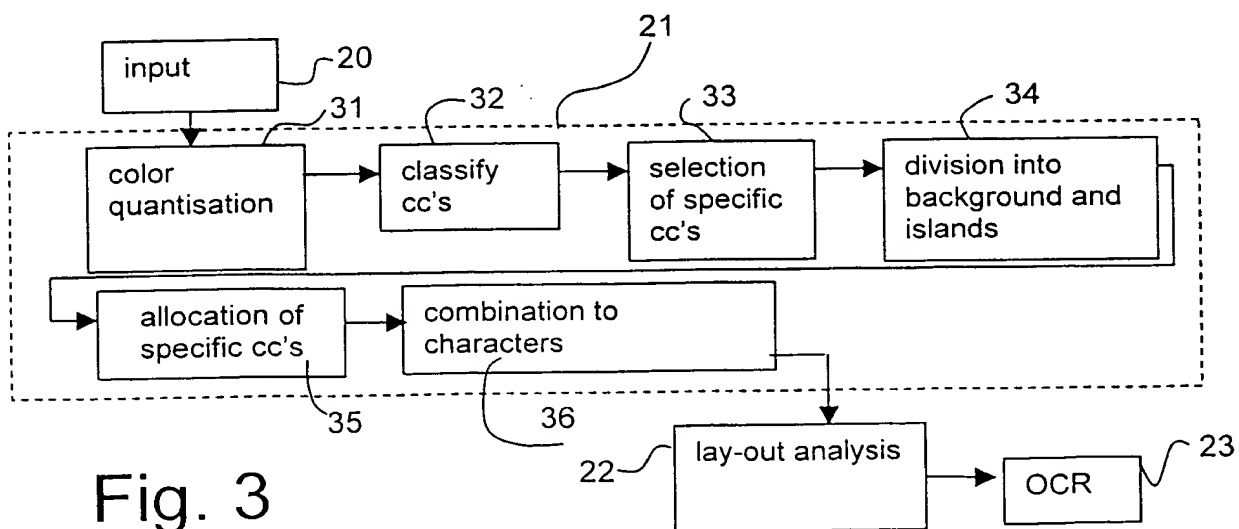 21
input
20
31
32
33
34
color
quantisation
classify
cc's
selection
of specific
cc's
division into
background and
islands
allocation of
specific cc's
combination to
characters
35
36
22
lay-out analysis
23
OCR
Fig. 3